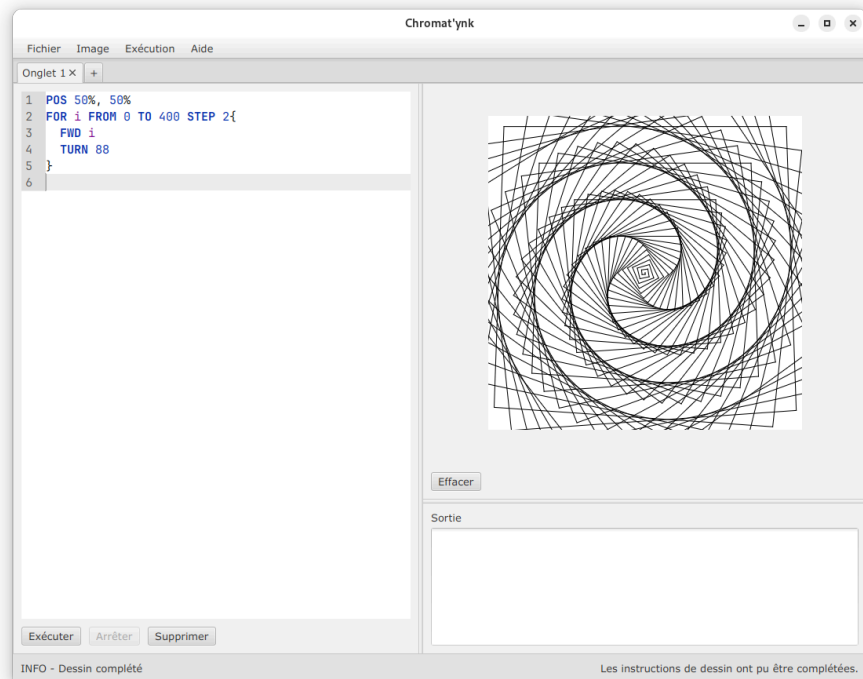 Chromat'ynk
Fichier Image Exécution Aide
Onglet 1 × +
1 POS 50%, 50%
2 FOR i FROM 0 TO 400 STEP 2{
3   FWD i
4   TURN 88
5 }
6
Effacer
Sortie
Exécuter Arrêter Supprimer
INFO - Dessin complété Les instructions de dessin ont pu être complétées.